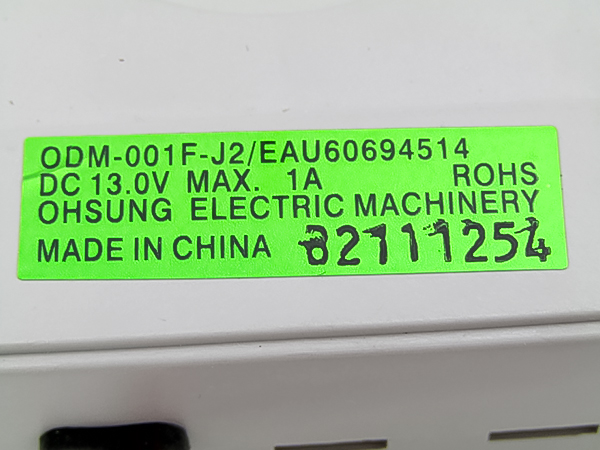 ODM-001F-J2/EAU60694514
DC 13.0V MAX. 1A ROHS
OHSUNG ELECTRIC MACHINERY
MADE IN CHINA 82111254